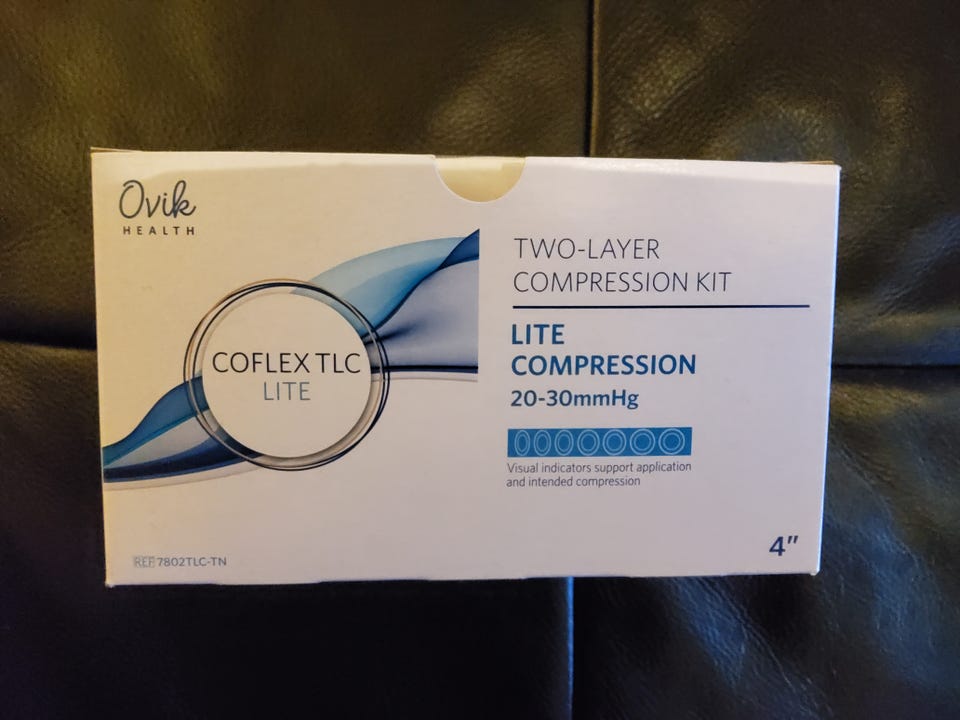 Ovik
HEALTH
COFLEX TLC
LITE
REF 7802TLC-TN
TWO-LAYER
COMPRESSION KIT
LITE
COMPRESSION
20-30mmHg
Visual indicators support application
and intended compression
4"